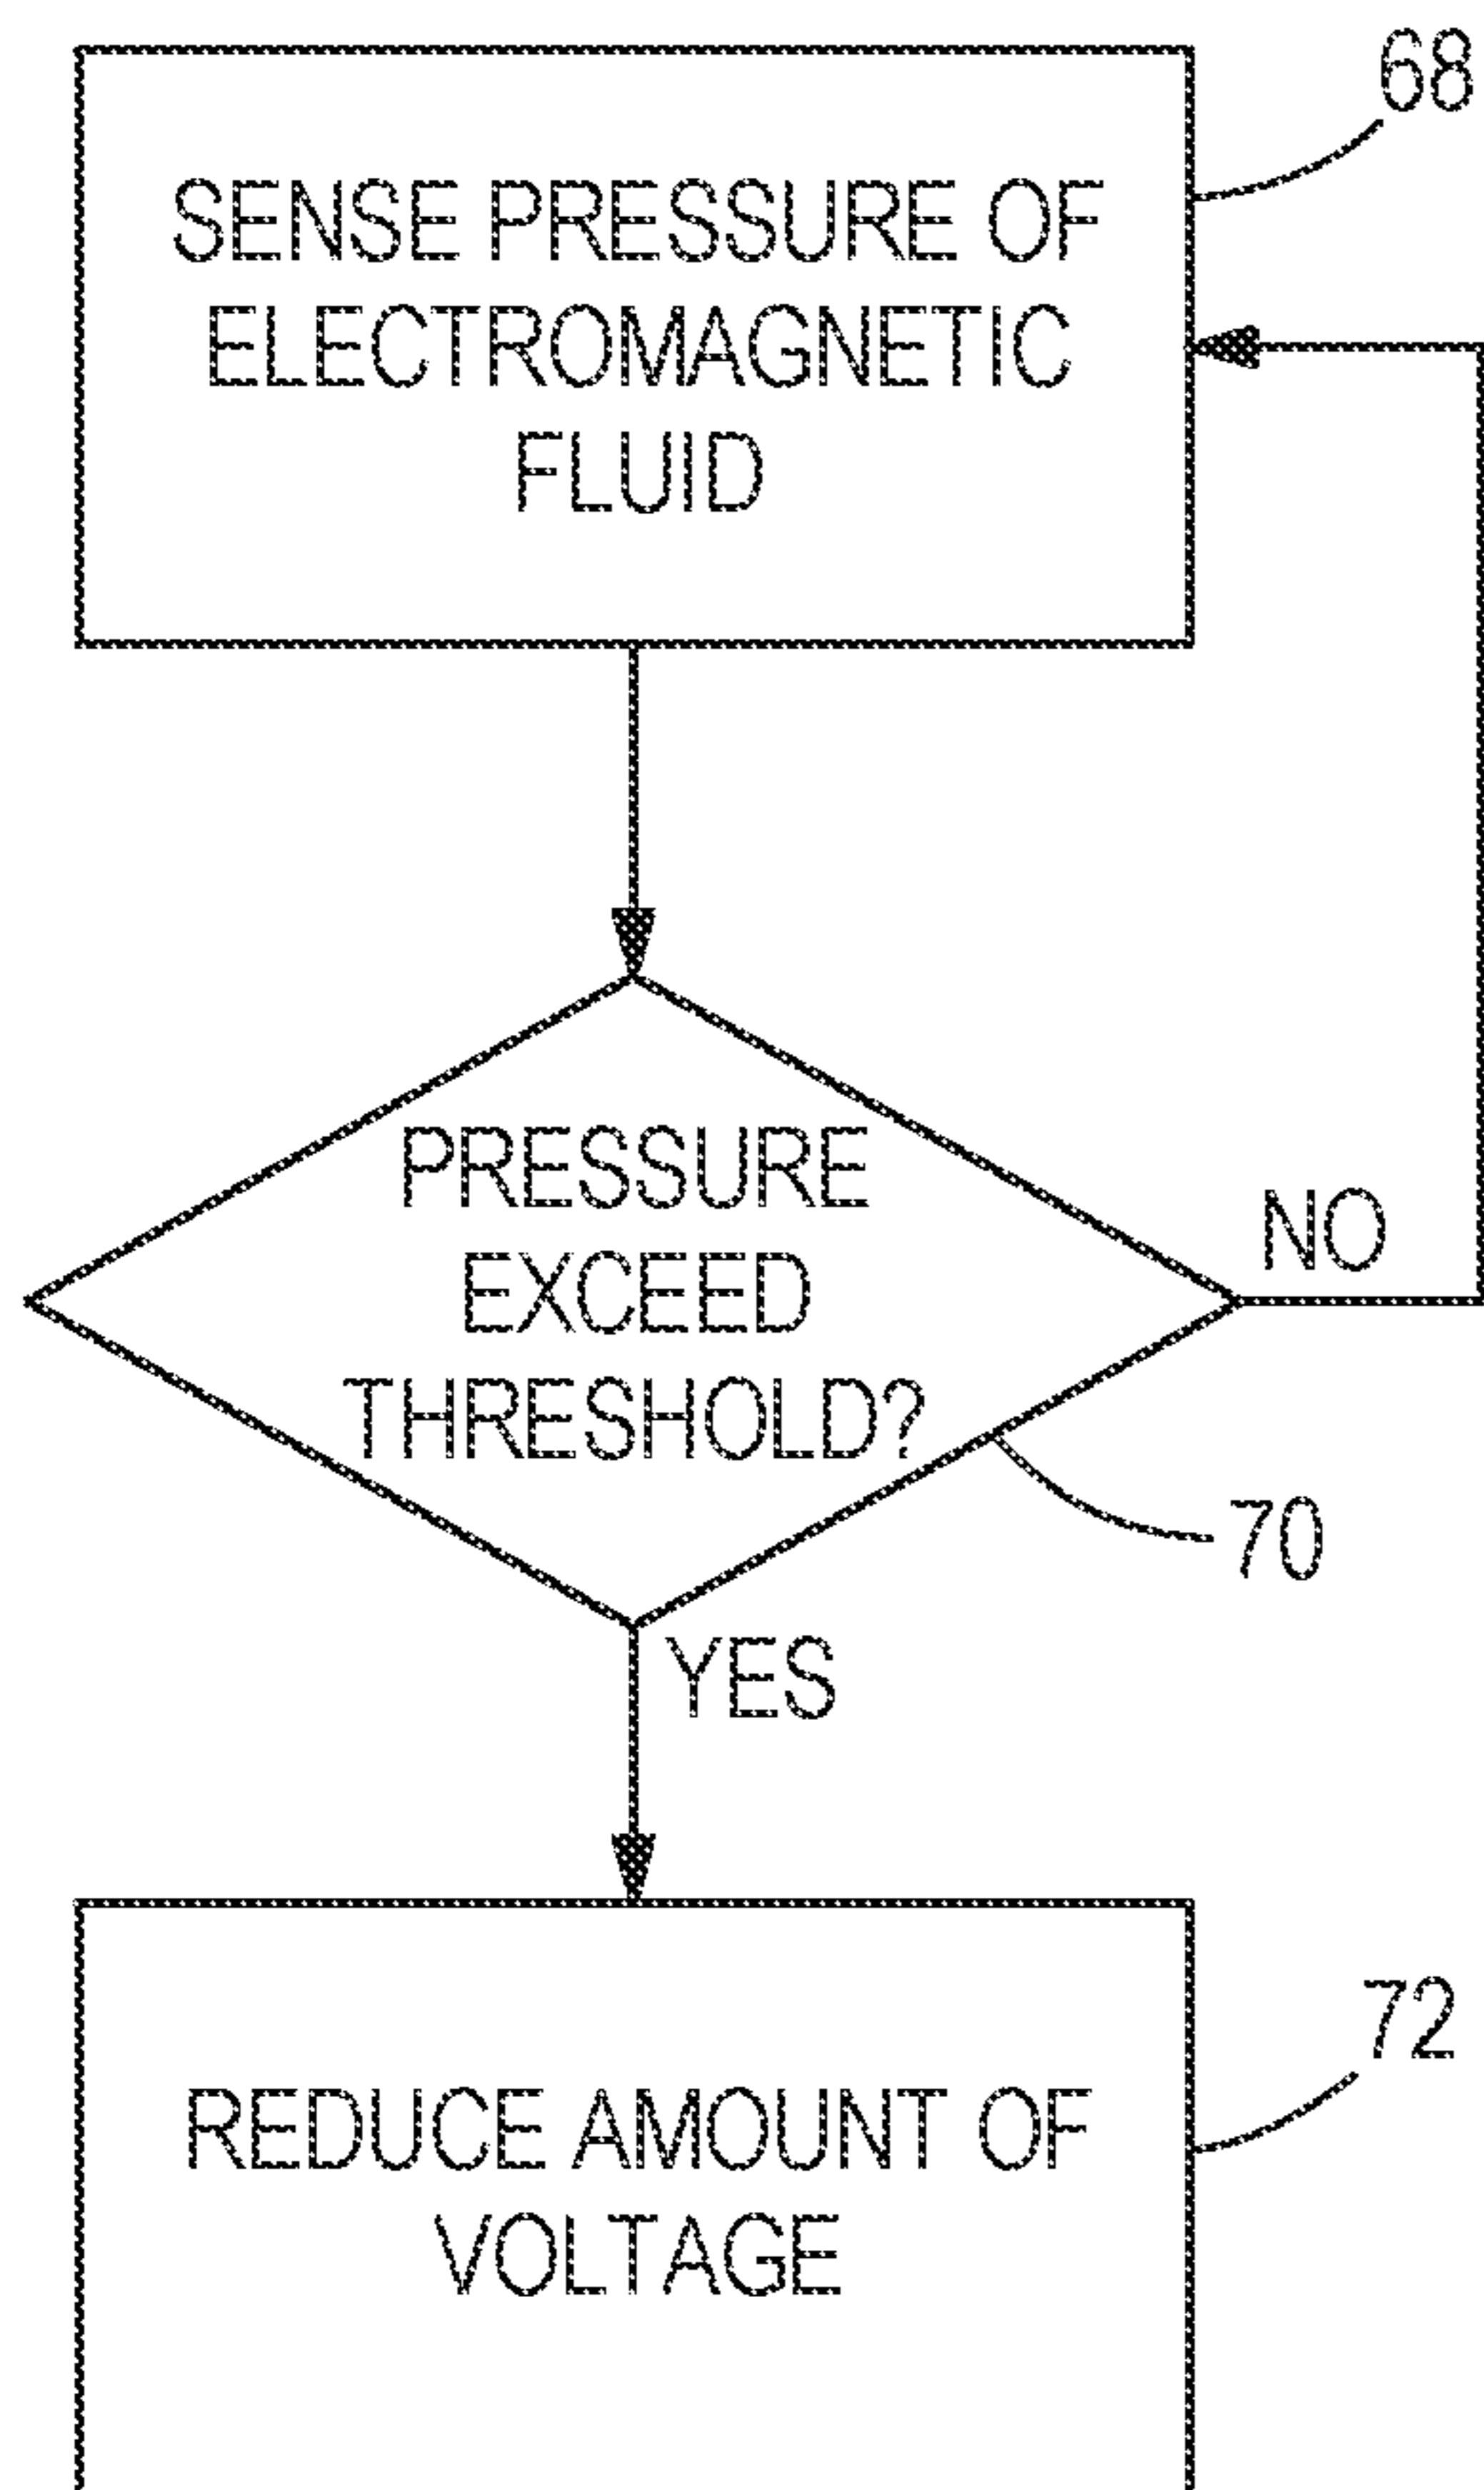 68
SENSE PRESSURE OF
ELECTROMAGNETIC
FLUID
PRESSURE
EXCEED
THRESHOLD?
NO
70
YES
72
REDUCE AMOUNT OF
VOLTAGE